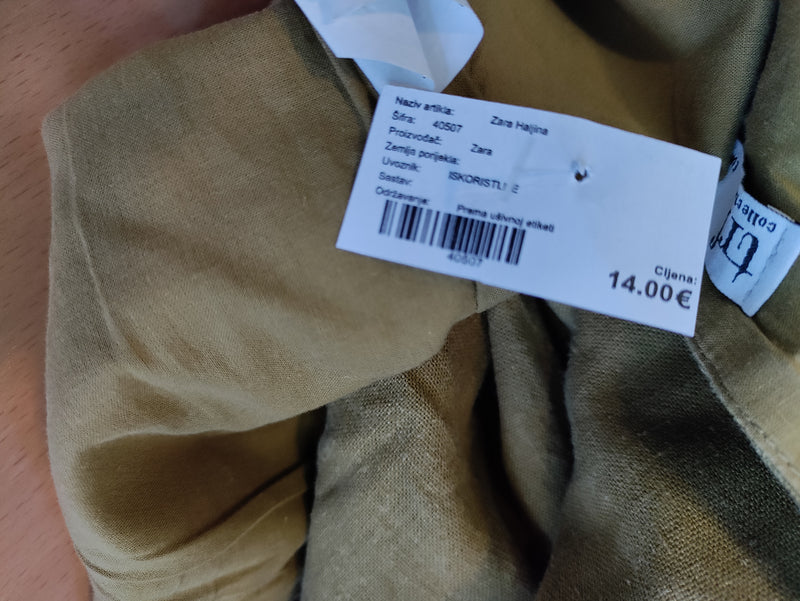 Naziv artikla: Zara Haljina
Šifra: 40507
Proizvođač: Zara
Zemlja porijekla:
Uvoznik: ISKORISTI.! E
Sastav:
Održavanje: Prema ušivnoj etiketi
40507
Cijena:
14.00€